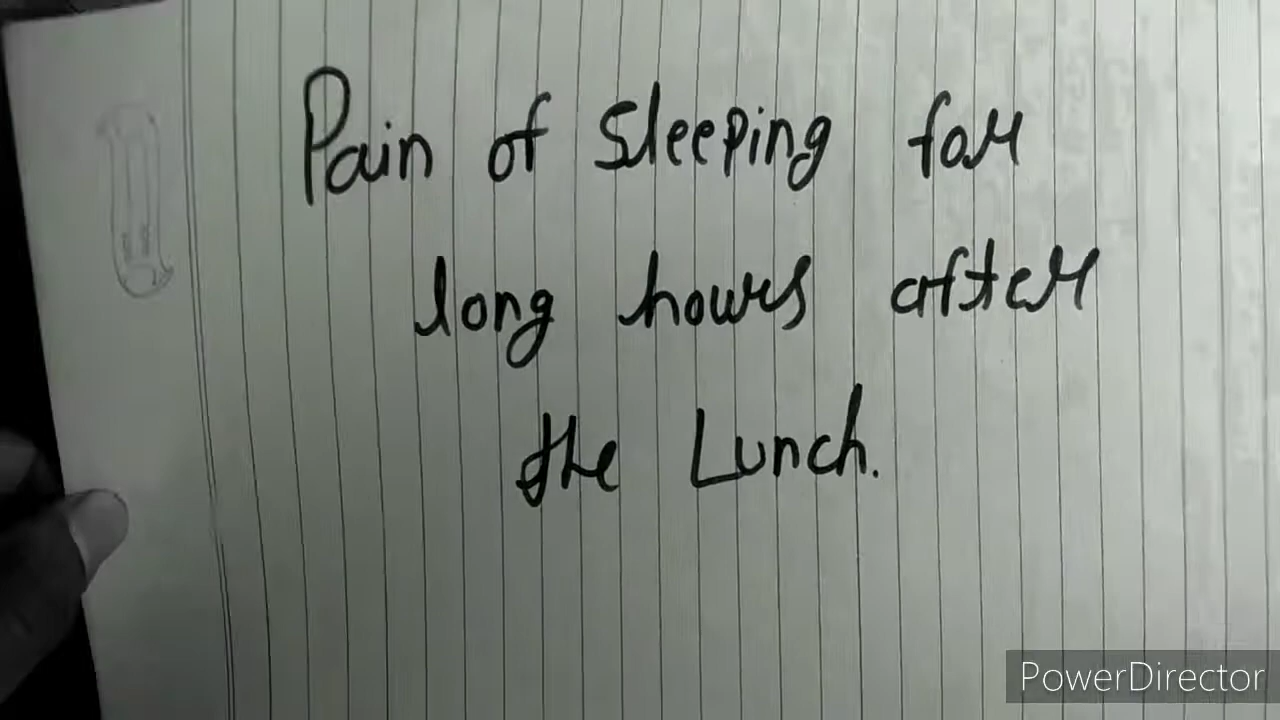 Pain of Sleeping for
long hours after
the Lunch.
PowerDirector